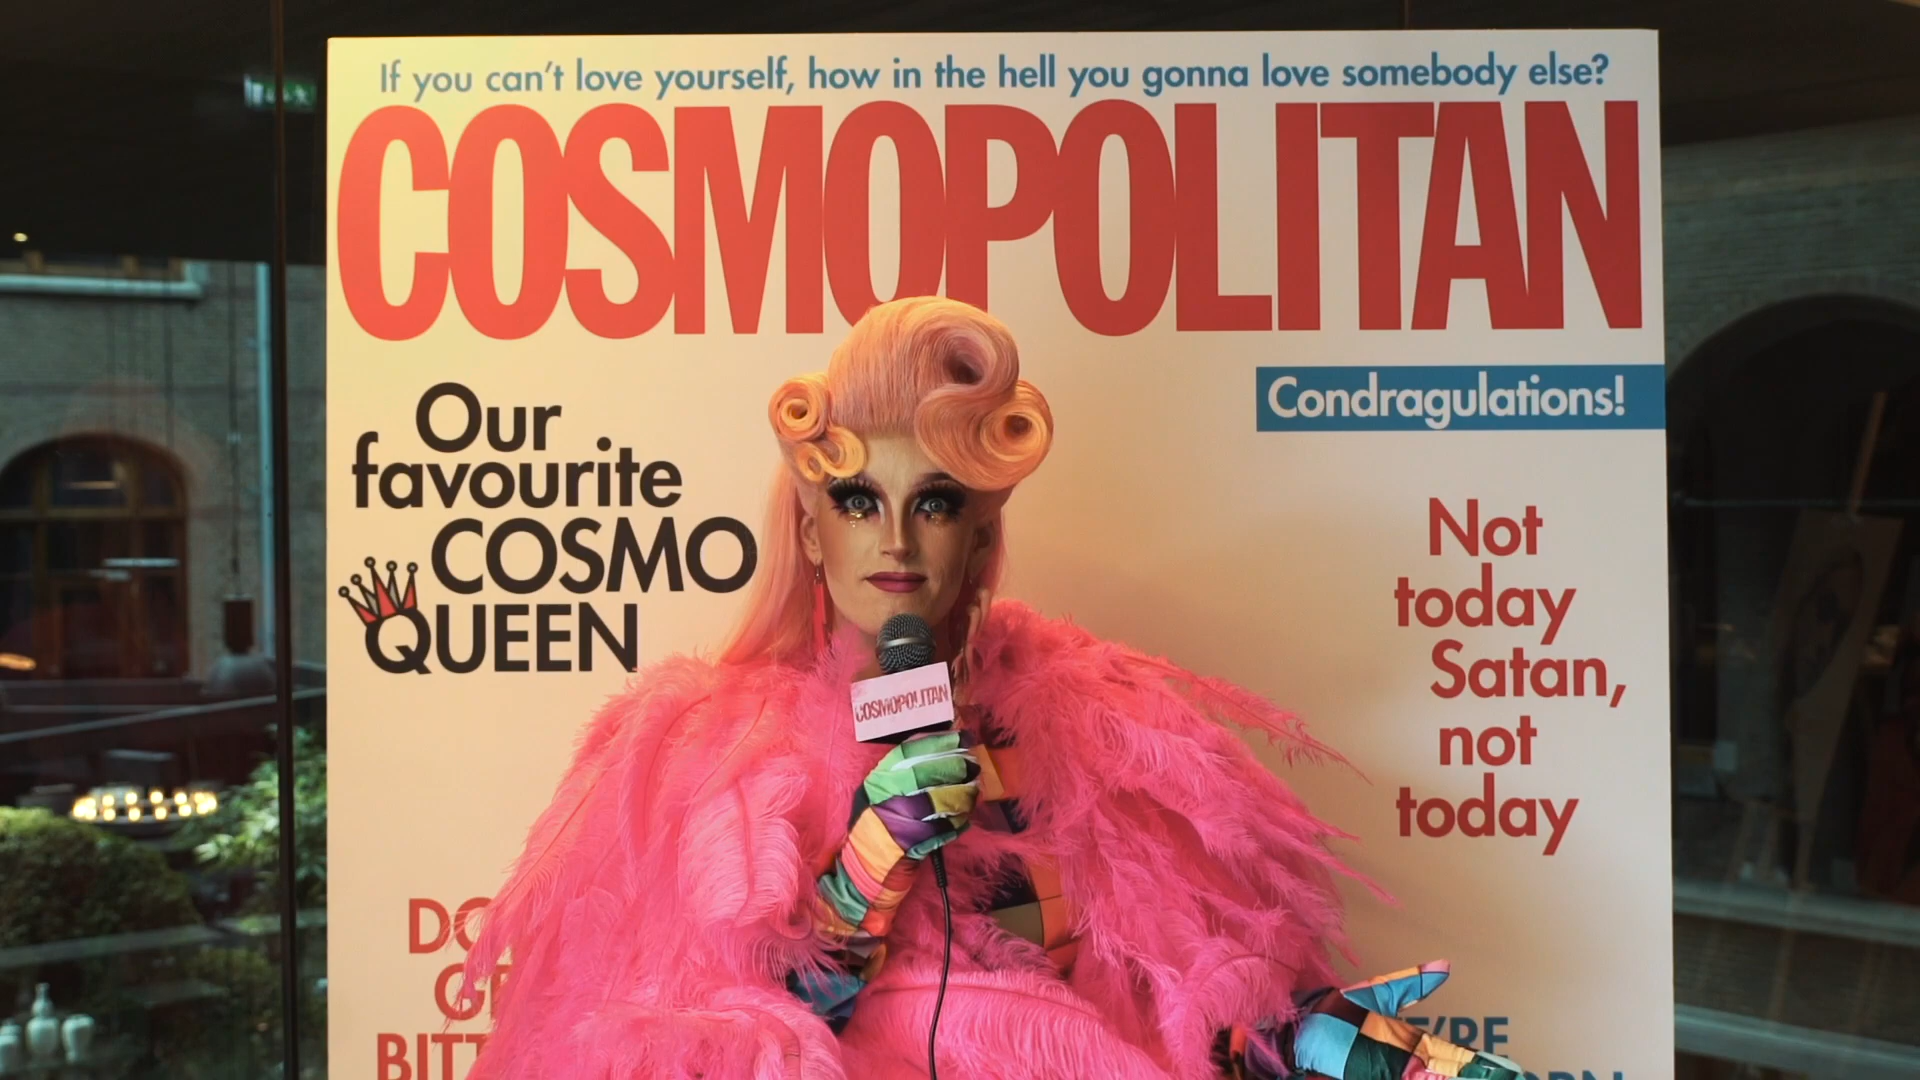 If you can't love yourself, how in the hell you gonna love somebody else?
COSMOPOLITAN
Condragulations!
Our
favourite
COSMO
QUEEN
Not
today
Satan,
not
today
COSMOPOLITAN